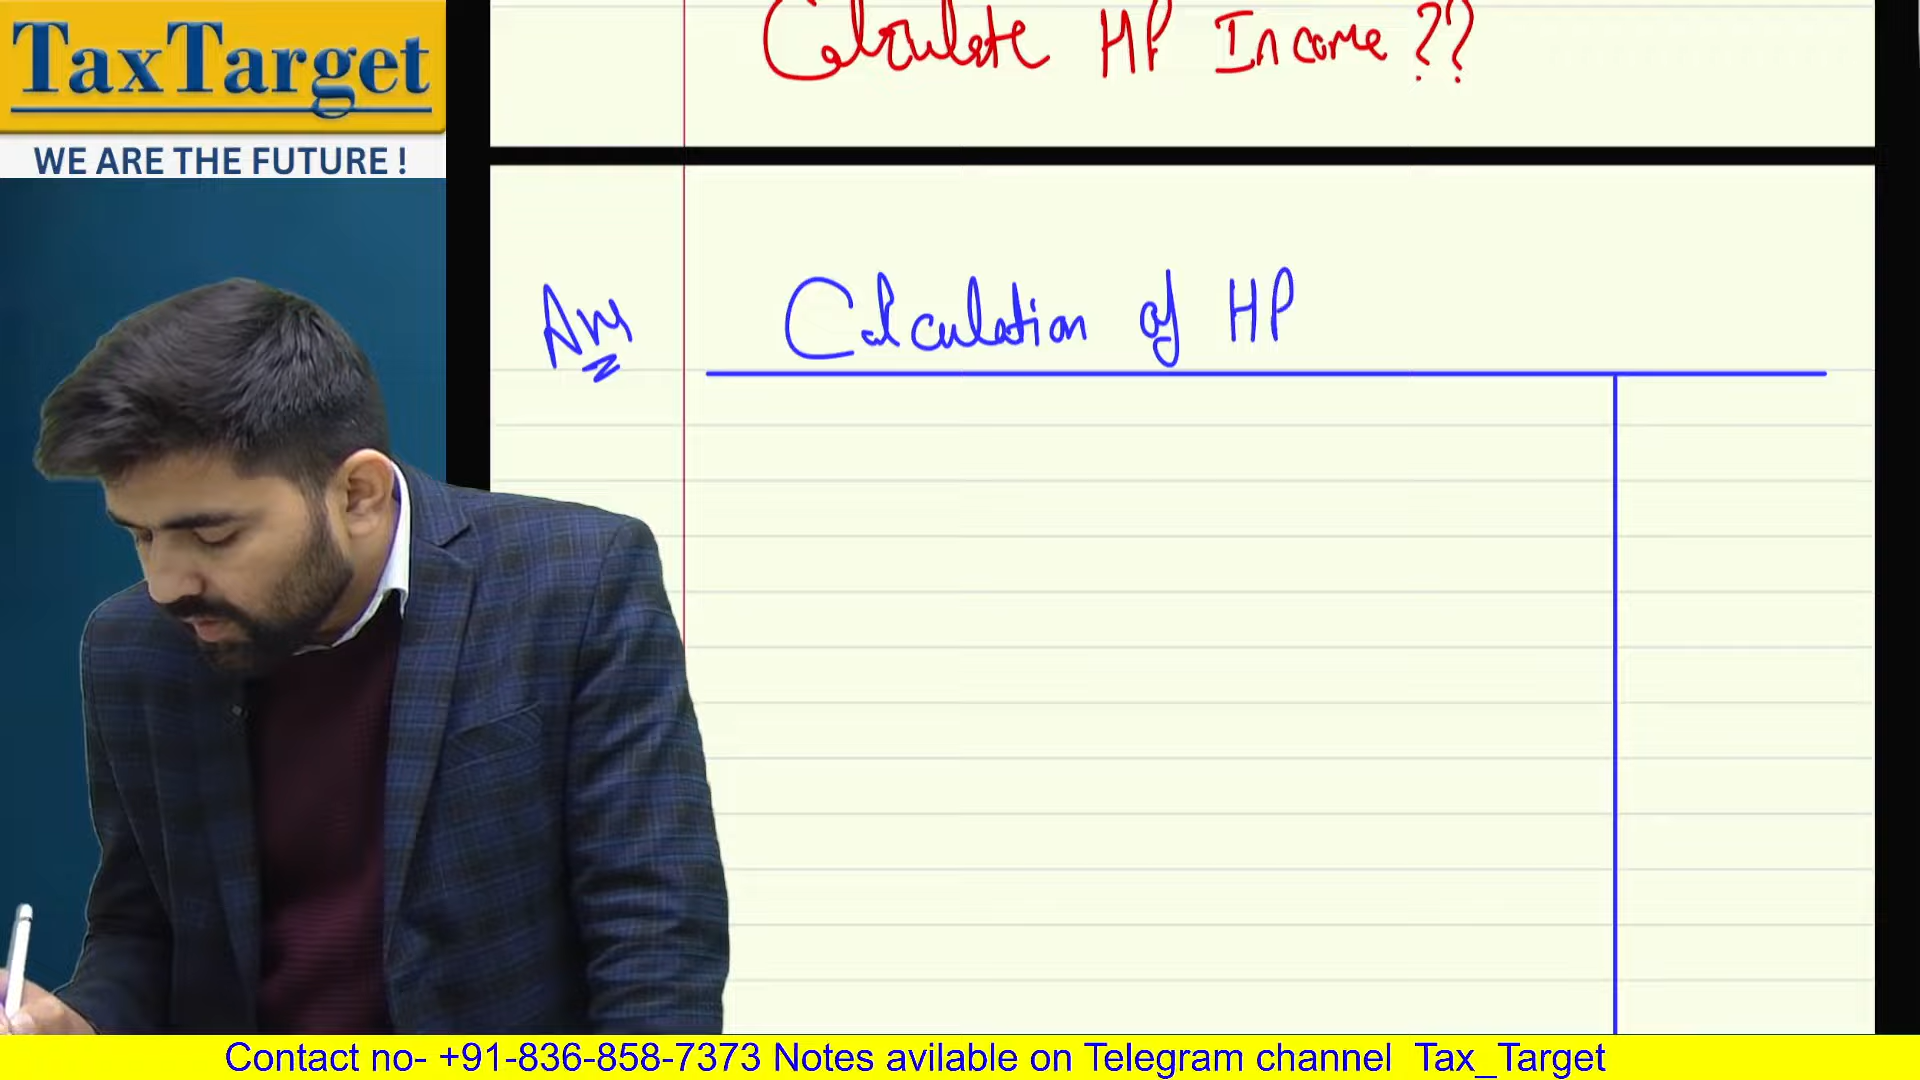 TaxTarget
WE ARE THE FUTURE !
Calculate HP Income ??
Ans
Calculation of HP
Contact no- +91-836-858-7373 Notes avilable on Telegram channel Tax_Target